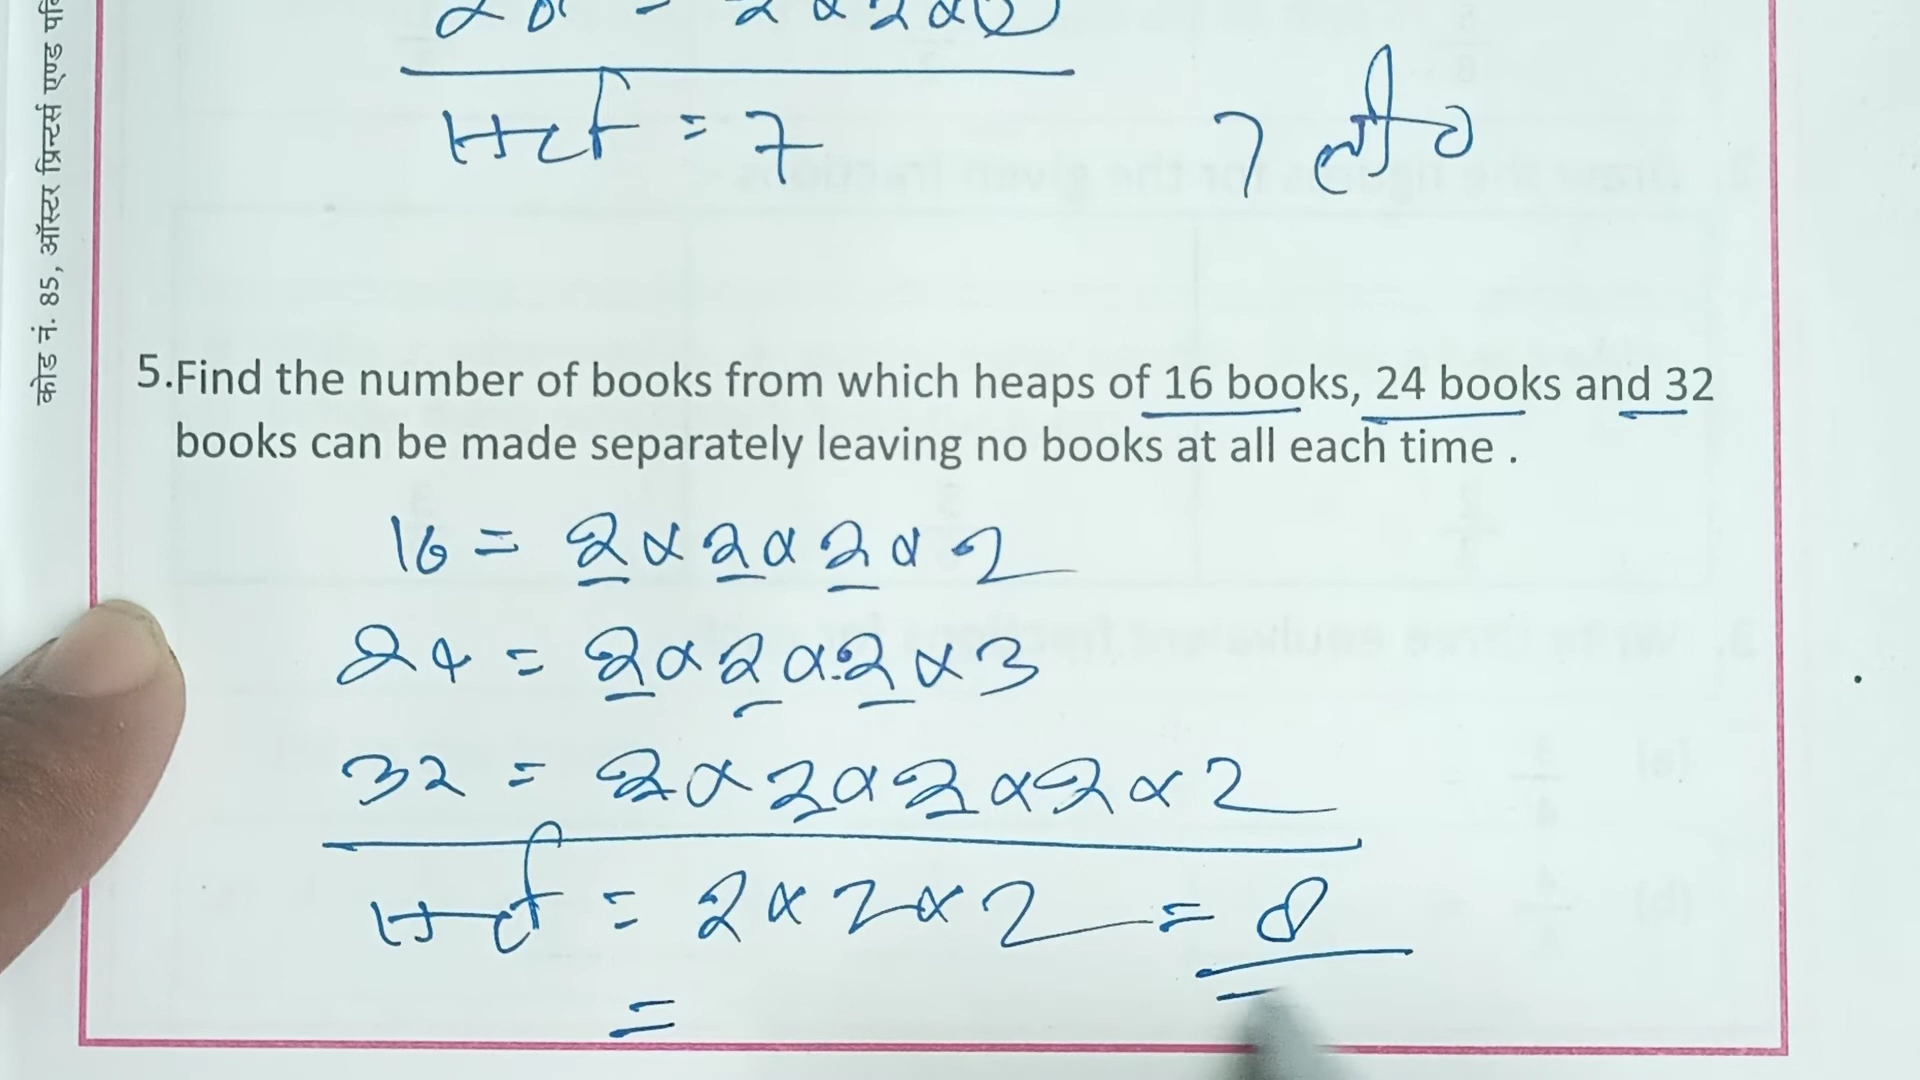 कोड नं. 85, ऑस्टर प्रिन्टर्स एण्ड
Hcf = 7
7 ली०
5.Find the number of books from which heaps of 16 books, 24 books and 32
books can be made separately leaving no books at all each time .
16 = 2 x 2 x 2 x 2
24 = 2 x 2 x 2 x 3
32 = 2 x 2 x 2 x 2 x 2
Hcf = 2 x 2 x 2 = 8
=